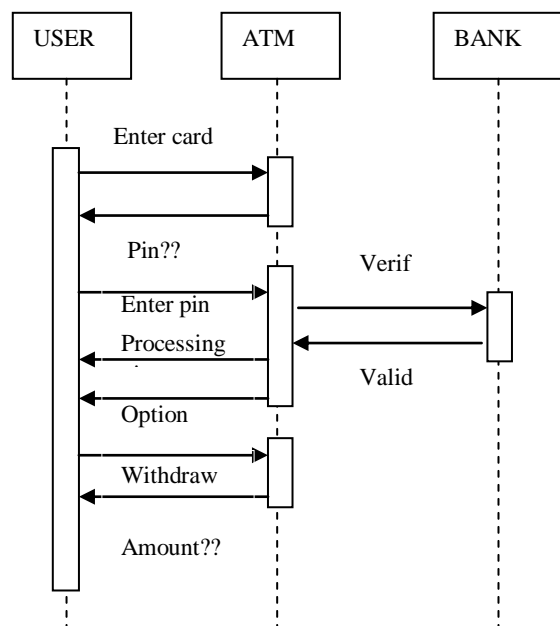 USER ATM BANK
Enter card
Pin??
Verif
Enter pin
Processing
Valid
Option
Withdraw
Amount??